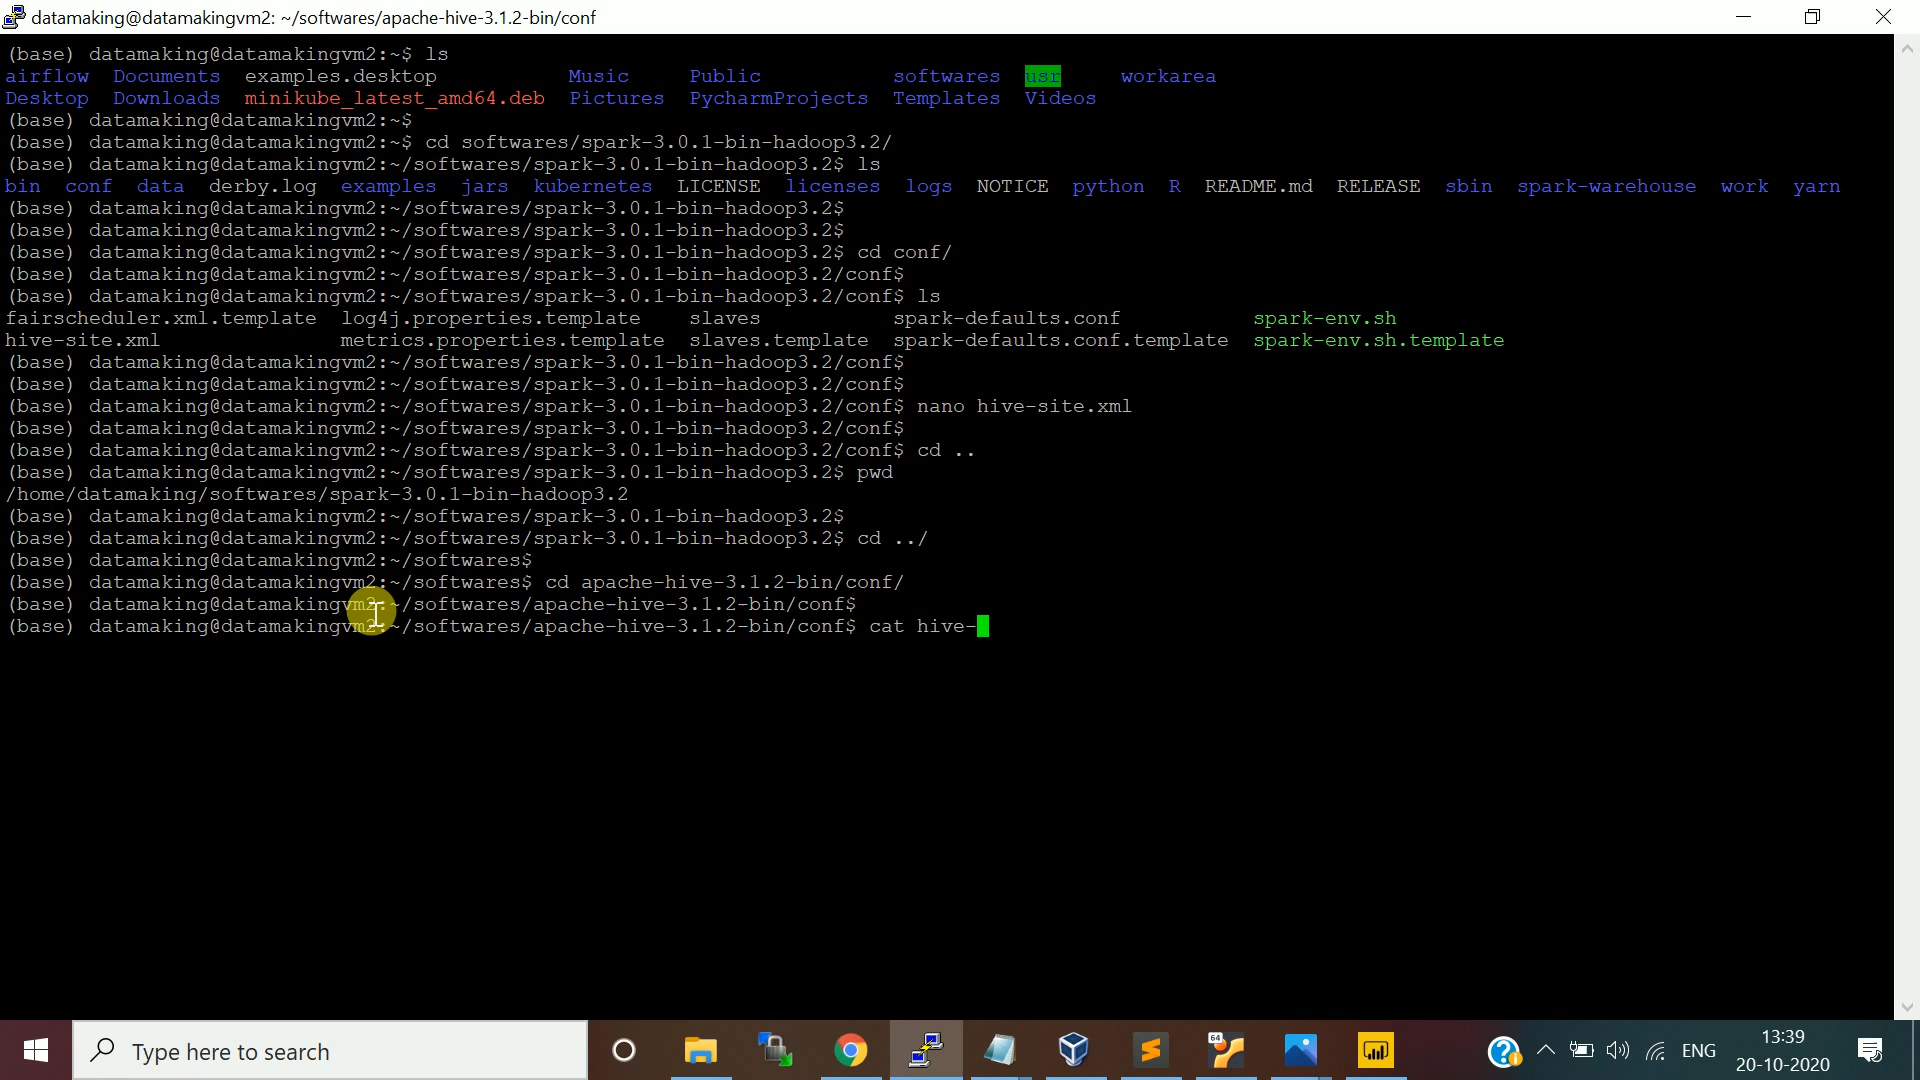 datamaking@datamakingvm2: ~/softwares/apache-hive-3.1.2-bin/conf
(base) datamaking@datamakingvm2:~$ ls
airflow Documents examples.desktop Music Public softwares usr workarea
Desktop Downloads minikube_latest_amd64.deb Pictures PycharmProjects Templates Videos
(base) datamaking@datamakingvm2:~$
(base) datamaking@datamakingvm2:~$ cd softwares/spark-3.0.1-bin-hadoop3.2/
(base) datamaking@datamakingvm2:~/softwares/spark-3.0.1-bin-hadoop3.2$ ls
bin conf data derby.log examples jars kubernetes LICENSE licenses logs NOTICE python R README.md RELEASE sbin spark-warehouse work yarn
(base) datamaking@datamakingvm2:~/softwares/spark-3.0.1-bin-hadoop3.2$
(base) datamaking@datamakingvm2:~/softwares/spark-3.0.1-bin-hadoop3.2$
(base) datamaking@datamakingvm2:~/softwares/spark-3.0.1-bin-hadoop3.2$ cd conf/
(base) datamaking@datamakingvm2:~/softwares/spark-3.0.1-bin-hadoop3.2/conf$
(base) datamaking@datamakingvm2:~/softwares/spark-3.0.1-bin-hadoop3.2/conf$ ls
fairscheduler.xml.template log4j.properties.template slaves spark-defaults.conf spark-env.sh
hive-site.xml metrics.properties.template slaves.template spark-defaults.conf.template spark-env.sh.template
(base) datamaking@datamakingvm2:~/softwares/spark-3.0.1-bin-hadoop3.2/conf$
(base) datamaking@datamakingvm2:~/softwares/spark-3.0.1-bin-hadoop3.2/conf$
(base) datamaking@datamakingvm2:~/softwares/spark-3.0.1-bin-hadoop3.2/conf$ nano hive-site.xml
(base) datamaking@datamakingvm2:~/softwares/spark-3.0.1-bin-hadoop3.2/conf$
(base) datamaking@datamakingvm2:~/softwares/spark-3.0.1-bin-hadoop3.2/conf$ cd ..
(base) datamaking@datamakingvm2:~/softwares/spark-3.0.1-bin-hadoop3.2$ pwd
/home/datamaking/softwares/spark-3.0.1-bin-hadoop3.2
(base) datamaking@datamakingvm2:~/softwares/spark-3.0.1-bin-hadoop3.2$
(base) datamaking@datamakingvm2:~/softwares/spark-3.0.1-bin-hadoop3.2$ cd ../
(base) datamaking@datamakingvm2:~/softwares$
(base) datamaking@datamakingvm2:~/softwares$ cd apache-hive-3.1.2-bin/conf/
(base) datamaking@datamakingvm2:~/softwares/apache-hive-3.1.2-bin/conf$
(base) datamaking@datamakingvm2:~/softwares/apache-hive-3.1.2-bin/conf$ cat hive-
Type here to search
64
ENG
13:39
20-10-2020